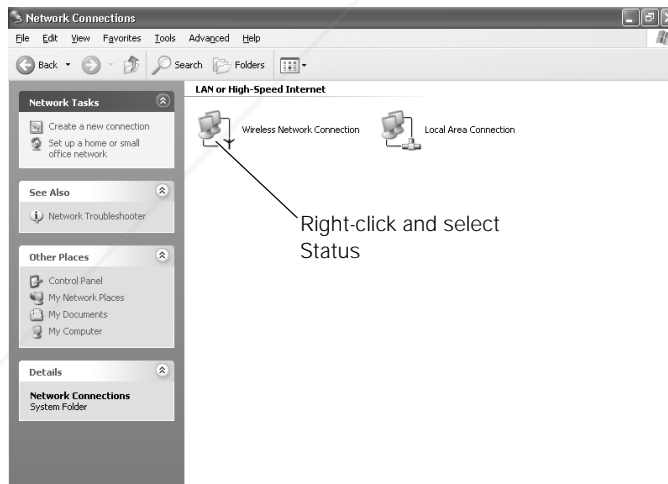 Network Connections
File Edit View Favorites Tools Advanced Help
Back Search Folders
Network Tasks
Create a new connection
Set up a home or small
office network
See Also
Network Troubleshooter
Other Places
Control Panel
My Network Places
My Documents
My Computer
Details
Network Connections
System Folder
LAN or High-Speed Internet
Wireless Network Connection
Local Area Connection
Right-click and select
Status